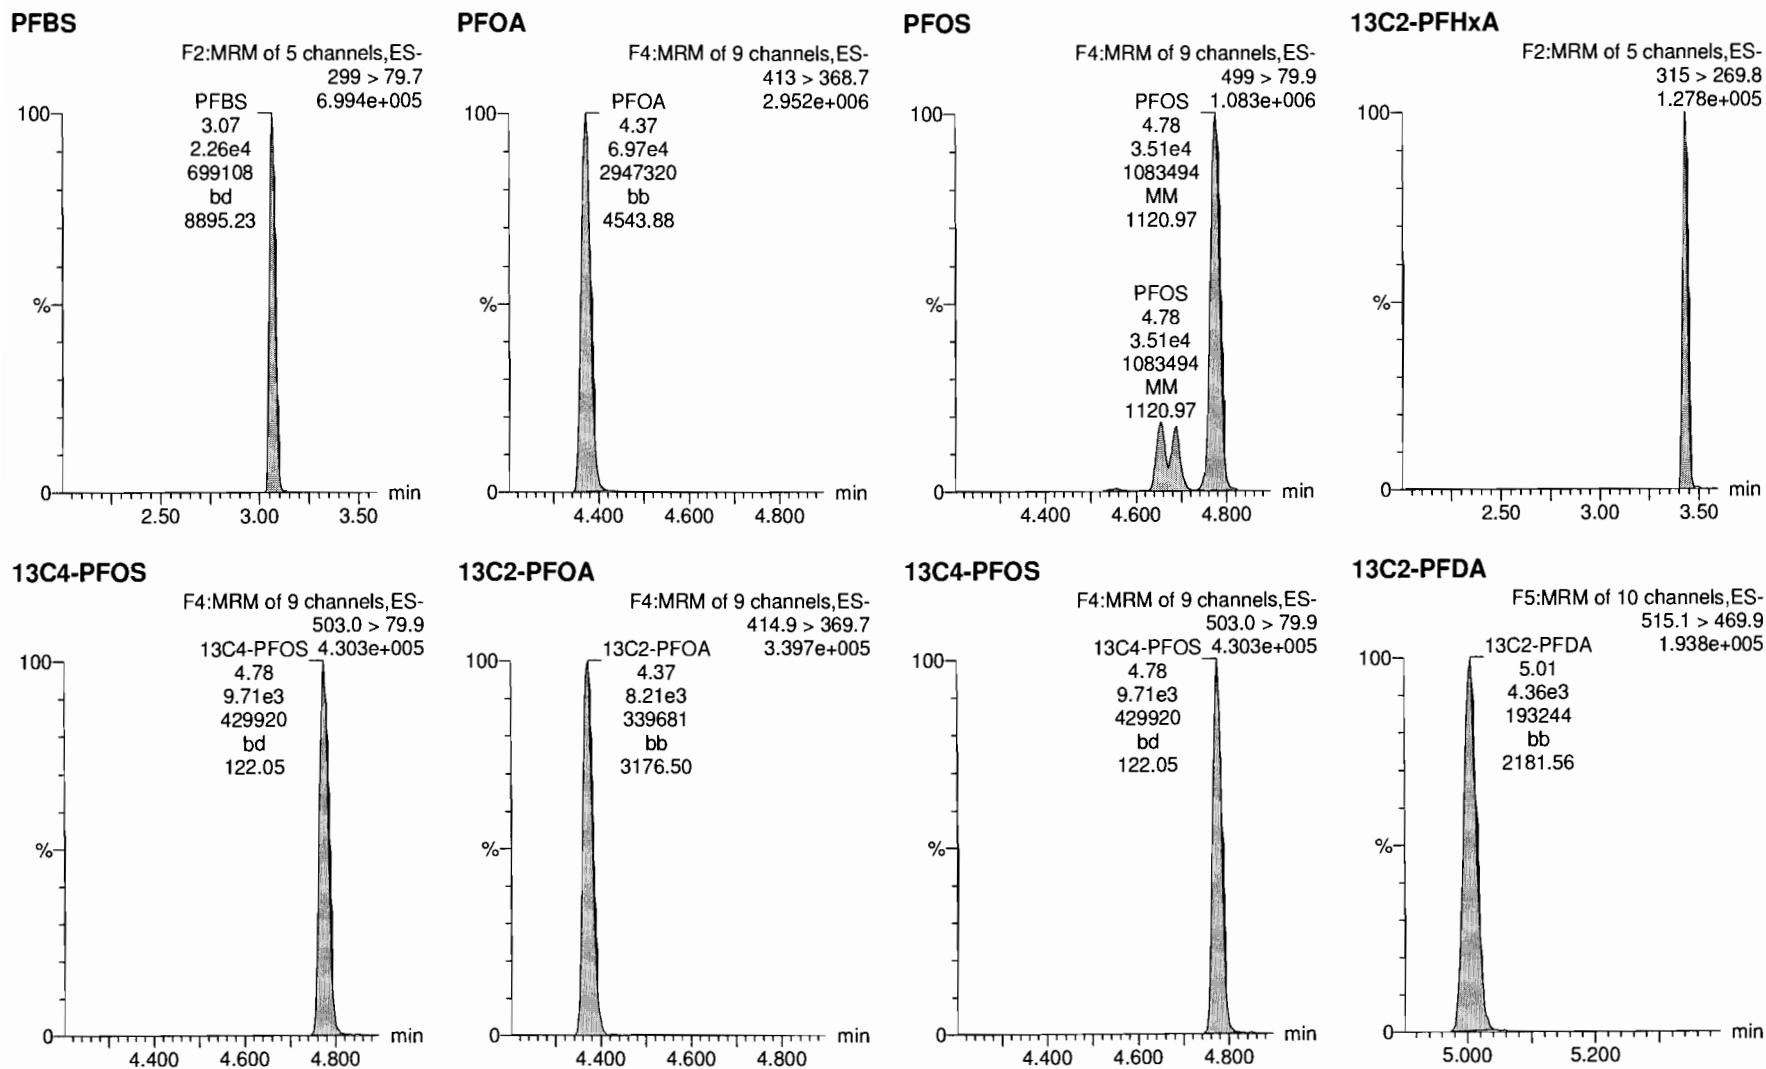 PFBS
F2:MRM of 5 channels,ES-
299 > 79.7
6.994e+005
PFBS
3.07
2.26e4
699108
bd
8895.23
100
%
0
2.50
3.00
3.50
min
PFOA
F4:MRM of 9 channels,ES-
413 > 368.7
2.952e+006
PFOA
4.37
6.97e4
2947320
bb
4543.88
100
%
0
4.400
4.600
4.800
min
PFOS
F4:MRM of 9 channels,ES-
499 > 79.9
1.083e+006
PFOS
4.78
3.51e4
1083494
MM
1120.97
PFOS
4.78
3.51e4
1083494
MM
1120.97
100
%
0
4.400
4.600
4.800
min
13C2-PFHxA
F2:MRM of 5 channels,ES-
315 > 269.8
1.278e+005
100
%
0
2.50
3.00
3.50
min
13C4-PFOS
F4:MRM of 9 channels,ES-
503.0 > 79.9
4.303e+005
13C4-PFOS
4.78
9.71e3
429920
bd
122.05
100
%
0
4.400
4.600
4.800
min
13C2-PFOA
F4:MRM of 9 channels,ES-
414.9 > 369.7
3.397e+005
13C2-PFOA
4.37
8.21e3
339681
bb
3176.50
100
%
0
4.400
4.600
4.800
min
13C4-PFOS
F4:MRM of 9 channels,ES-
503.0 > 79.9
4.303e+005
13C4-PFOS
4.78
9.71e3
429920
bd
122.05
100
%
0
4.400
4.600
4.800
min
13C2-PFDA
F5:MRM of 10 channels,ES-
515.1 > 469.9
1.938e+005
13C2-PFDA
5.01
4.36e3
193244
bb
2181.56
100
%
0
5.000
5.200
min